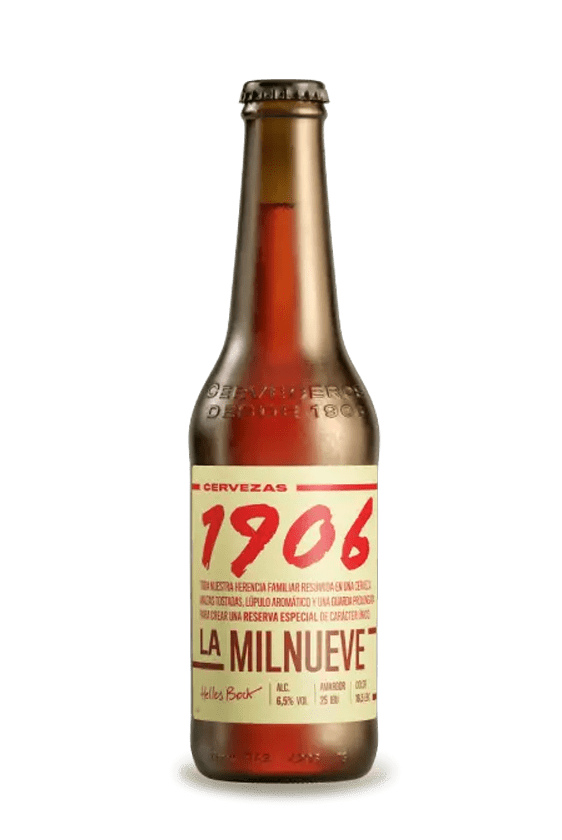 CERVECEROS
DESDE 1906
CERVEZAS
1906
TODA NUESTRA HERENCIA FAMILIAR RESUMIDA EN UNA CERVEZA
MALTAS TOSTADAS, LÚPULO AROMÁTICO Y UNA GUARDA PROLONGADA
PARA CREAR UNA RESERVA ESPECIAL DE CARÁCTER ÚNICO
LA MILNUEVE
Helles Bock
ALC. AMARGOR COLOR
6,5% VOL 25 EBU